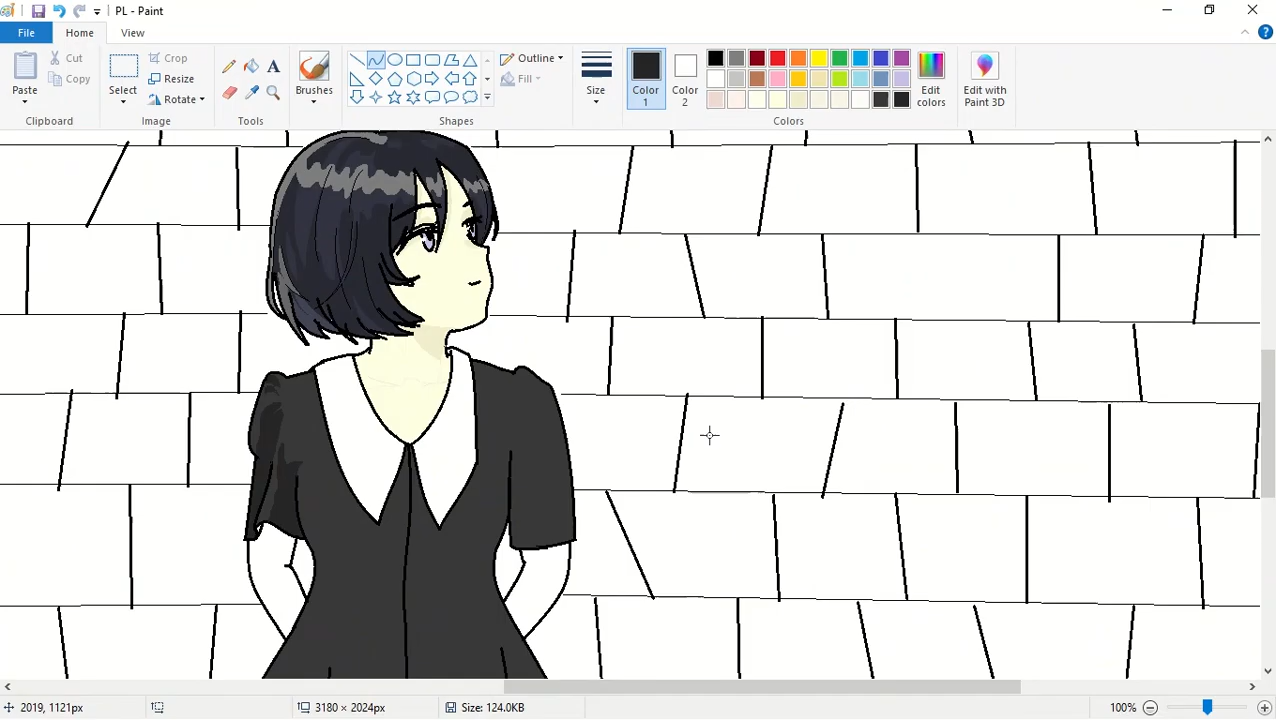 PL - Paint
File Home View
Paste
Cut
Copy
Clipboard
Select
Crop
Resize
Rotate
Image
A
Tools
Brushes
Outline
Fill
Shapes
Size
Color 1
Color 2
Edit colors
Colors
Edit with Paint 3D
2019, 1121px
3180 × 2024px
Size: 124.0KB
100%